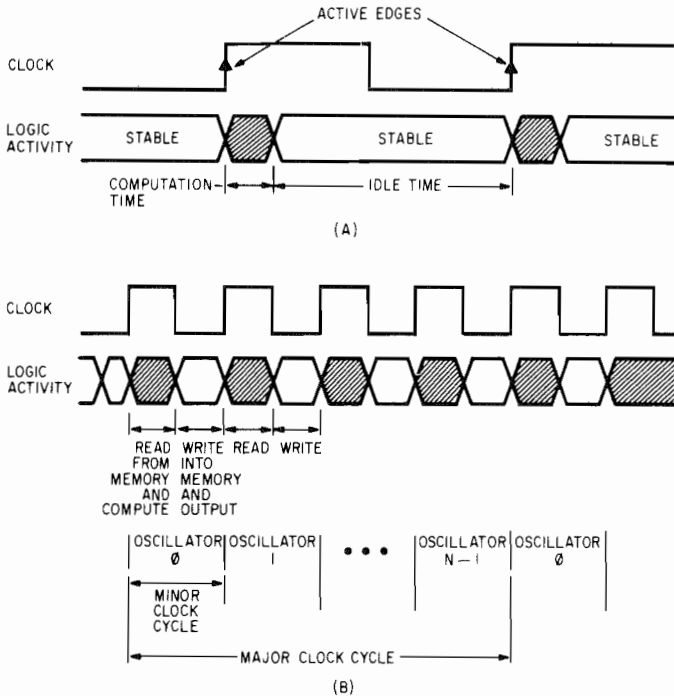 ACTIVE EDGES
CLOCK
LOGIC
ACTIVITY
STABLE
STABLE
STABLE
COMPUTATION
TIME
IDLE TIME
(A)
CLOCK
LOGIC
ACTIVITY
READ
FROM
MEMORY
AND
COMPUTE
WRITE
INTO
MEMORY
AND
OUTPUT
READ
WRITE
OSCILLATOR
Ø
OSCILLATOR
1
•••
OSCILLATOR
N-1
OSCILLATOR
Ø
MINOR
CLOCK
CYCLE
MAJOR CLOCK CYCLE
(B)